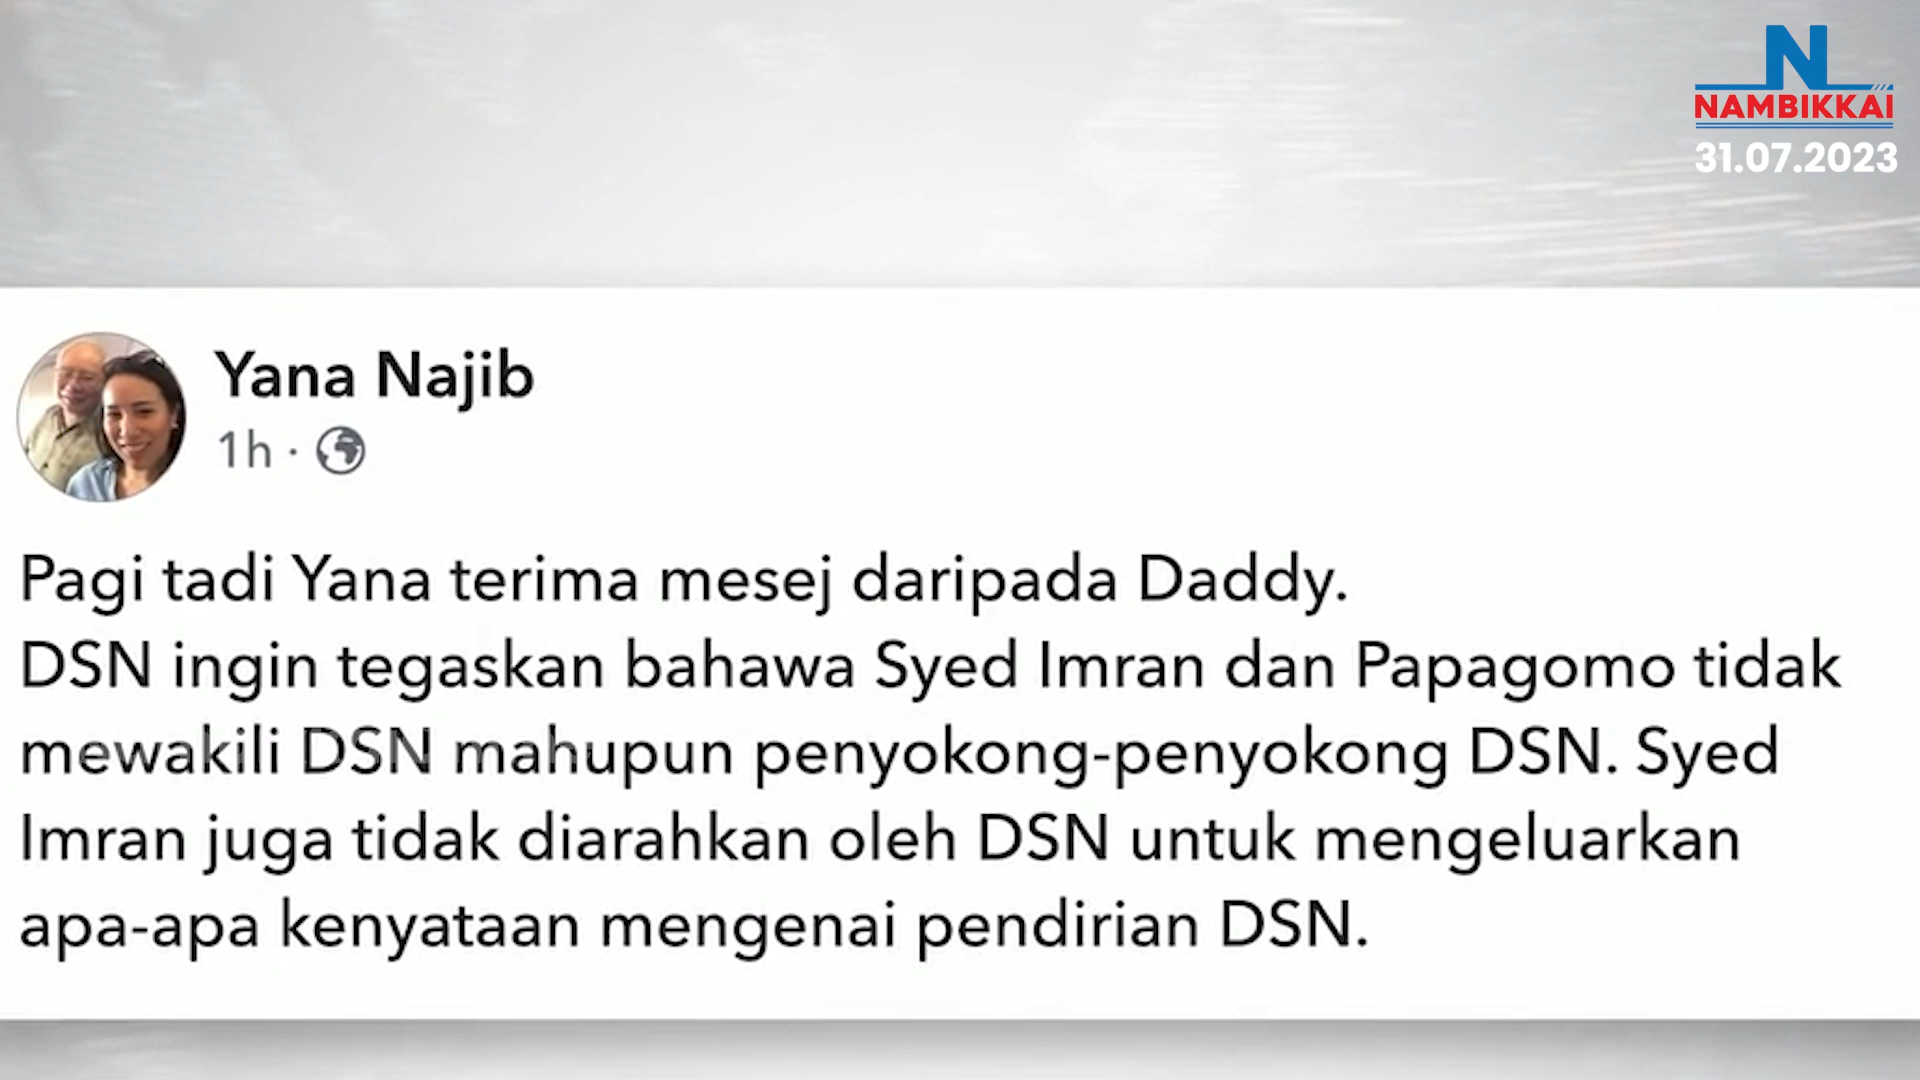 N
NAMBIKKAI
31.07.2023
Yana Najib
1h ·
Pagi tadi Yana terima mesej daripada Daddy.
DSN ingin tegaskan bahawa Syed Imran dan Papagomo tidak
mewakili DSN mahupun penyokong-penyokong DSN. Syed
Imran juga tidak diarahkan oleh DSN untuk mengeluarkan
apa-apa kenyataan mengenai pendirian DSN.